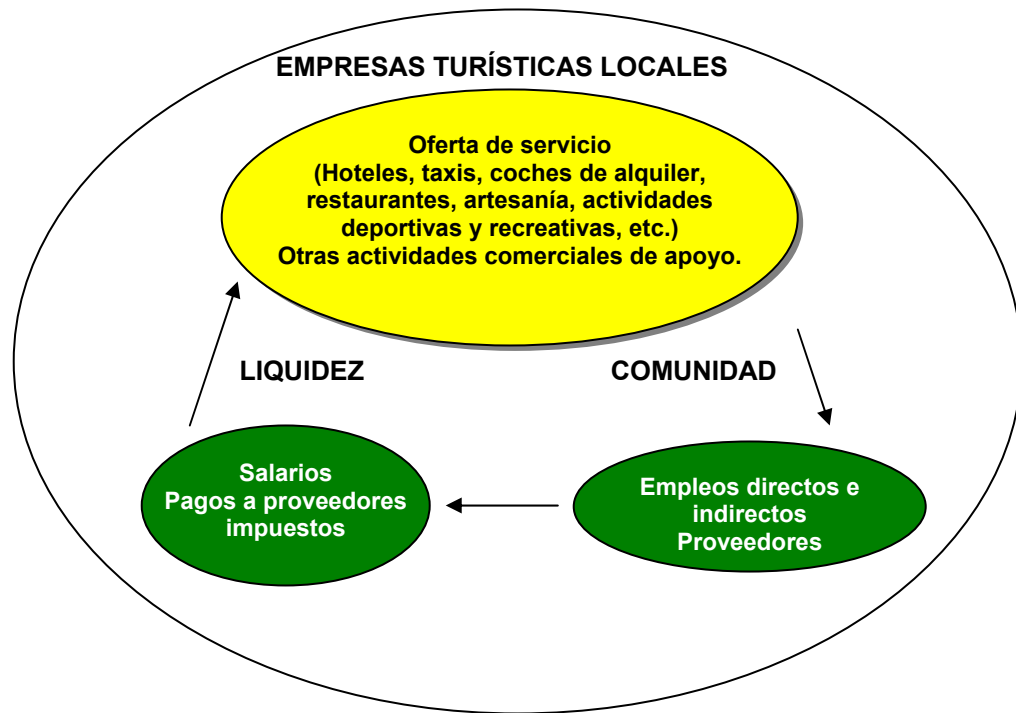 EMPRESAS TURÍSTICAS LOCALES
Oferta de servicio
(Hoteles, taxis, coches de alquiler,
restaurantes, artesanía, actividades
deportivas y recreativas, etc.)
Otras actividades comerciales de apoyo.
LIQUIDEZ
COMUNIDAD
Salarios
Pagos a proveedores
impuestos
Empleos directos e
indirectos
Proveedores